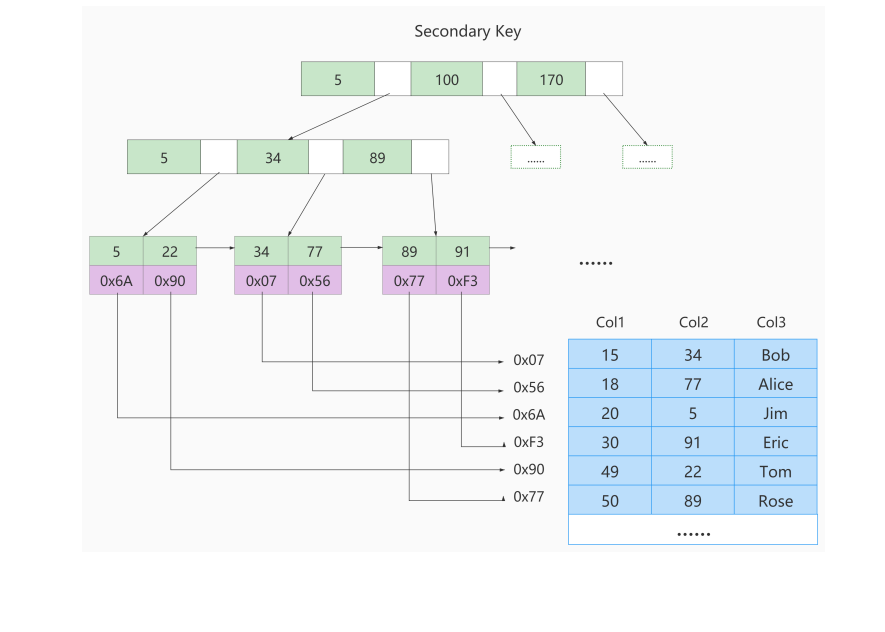 Secondary Key
5 100 170
5 34 89
...... ......
5 22 34 77 89 91
0x6A 0x90 0x07 0x56 0x77 0xF3
......
Col1 Col2 Col3
0x07 15 34 Bob
0x56 18 77 Alice
0x6A 20 5 Jim
0xF3 30 91 Eric
0x90 49 22 Tom
0x77 50 89 Rose
......